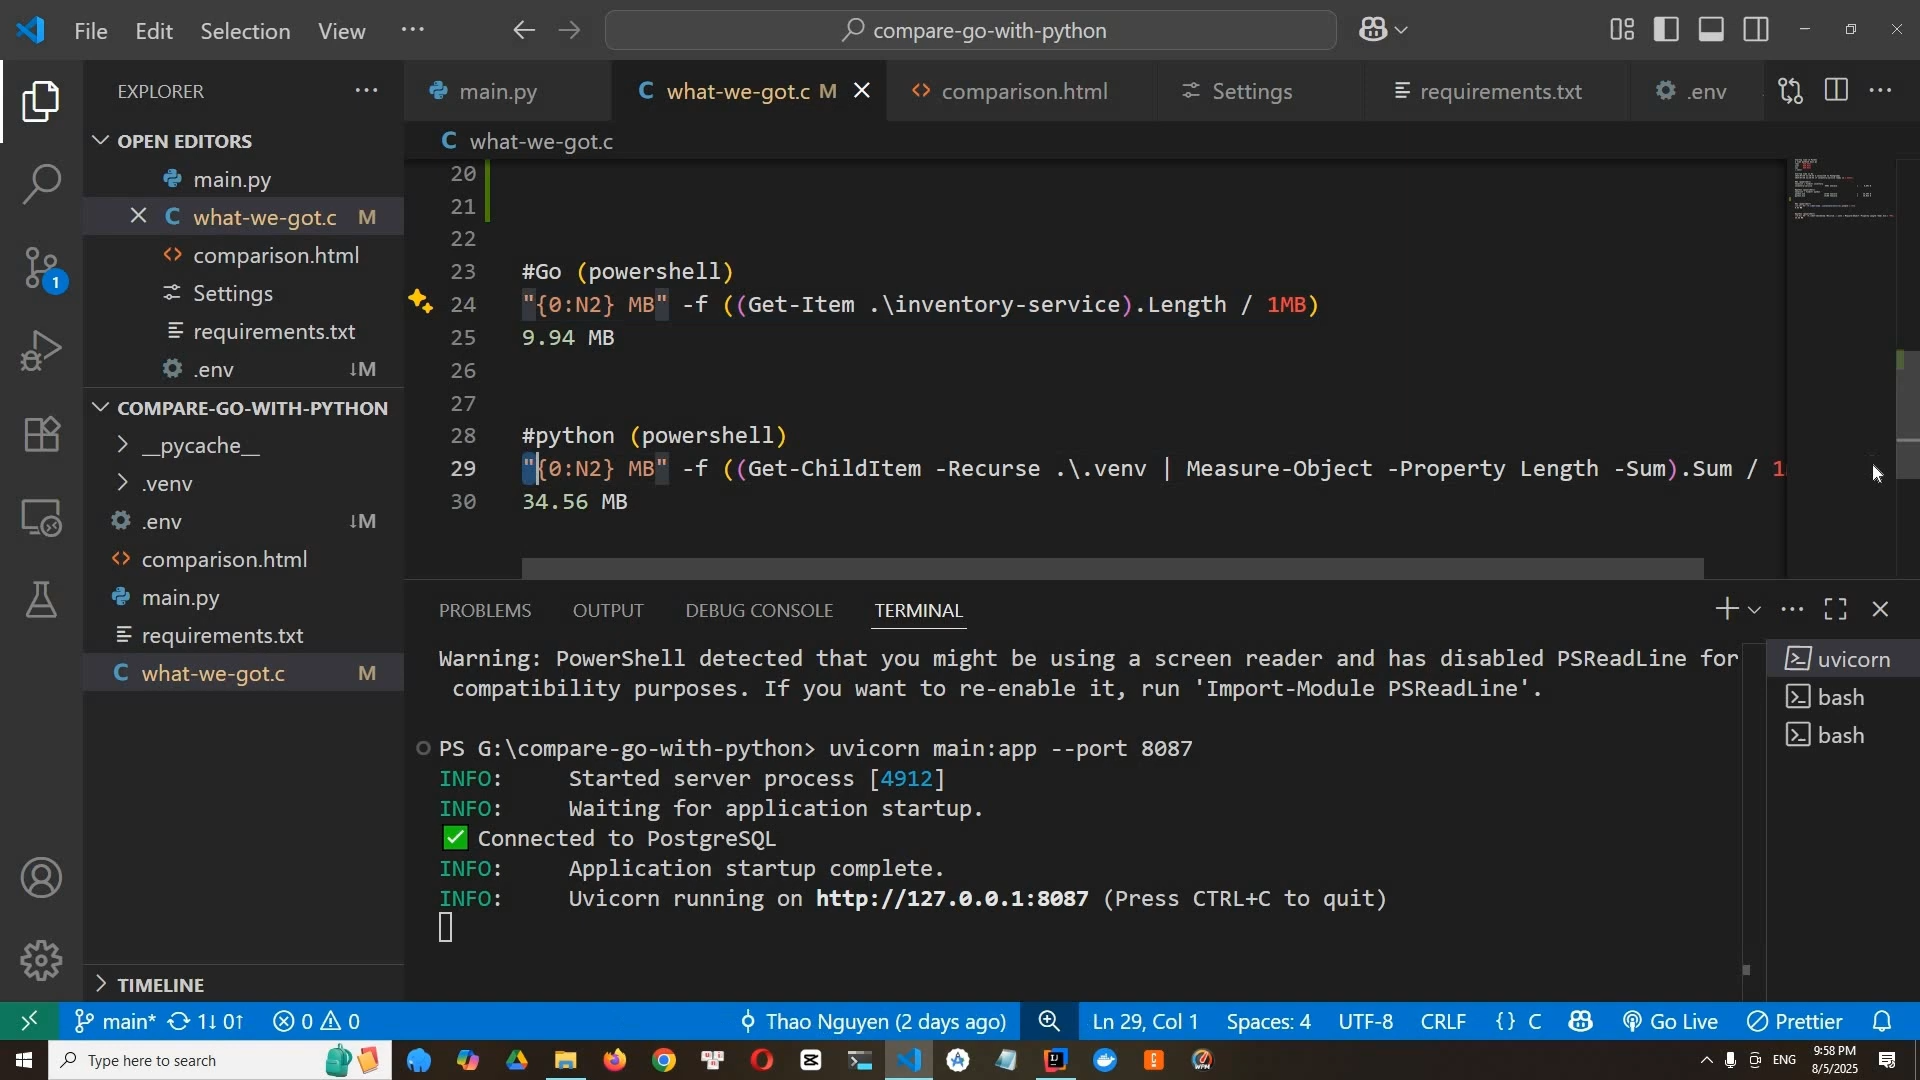 File Edit Selection View ··· compare-go-with-python
EXPLORER
OPEN EDITORS
main.py
what-we-got.c M
comparison.html
Settings
requirements.txt
.env ↓M
COMPARE-GO-WITH-PYTHON
__pycache__
.venv
.env ↓M
comparison.html
main.py
requirements.txt
what-we-got.c M
TIMELINE
main.py what-we-got.c M comparison.html Settings requirements.txt .env
C what-we-got.c
20
21
22
23 #Go (powershell)
24 "{0:N2} MB" -f ((Get-Item .\inventory-service).Length / 1MB)
25 9.94 MB
26
27
28 #python (powershell)
29 "{0:N2} MB" -f ((Get-ChildItem -Recurse .\.venv | Measure-Object -Property Length -Sum).Sum / 1
30 34.56 MB
PROBLEMS OUTPUT DEBUG CONSOLE TERMINAL
Warning: PowerShell detected that you might be using a screen reader and has disabled PSReadLine for
compatibility purposes. If you want to re-enable it, run 'Import-Module PSReadLine'.
PS G:\compare-go-with-python> uvicorn main:app --port 8087
INFO: Started server process [4912]
INFO: Waiting for application startup.
✅ Connected to PostgreSQL
INFO: Application startup complete.
INFO: Uvicorn running on http://127.0.0.1:8087 (Press CTRL+C to quit)
uvicorn
bash
bash
1
main* 1↓ 0↑ 0 0 Thao Nguyen (2 days ago) Ln 29, Col 1 Spaces: 4 UTF-8 CRLF {} C Go Live Prettier
Type here to search ENG 9:58 PM
8/5/2025